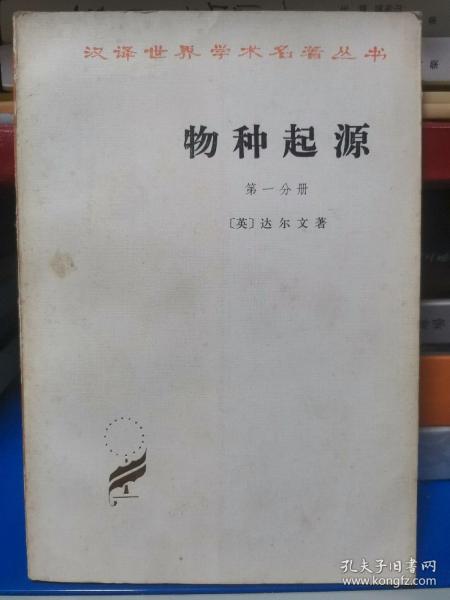 汉译世界学术名著丛书
物种起源
第一分册
〔英〕达尔文著
孔夫子旧书网
www.kongfz.com